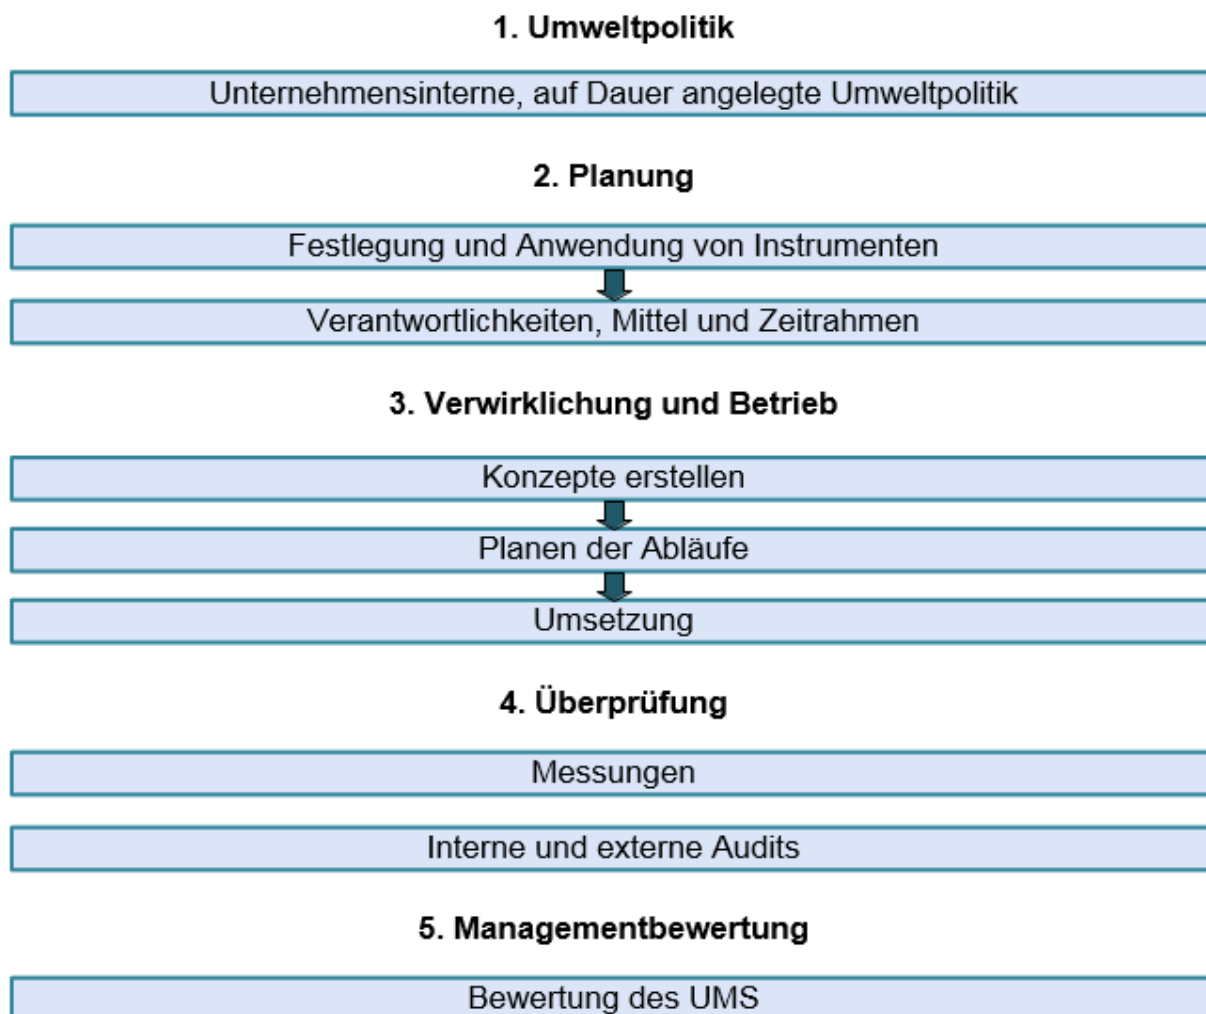 1. Umweltpolitik
Unternehmensinterne, auf Dauer angelegte Umweltpolitik
2. Planung
Festlegung und Anwendung von Instrumenten
Verantwortlichkeiten, Mittel und Zeitrahmen
3. Verwirklichung und Betrieb
Konzepte erstellen
Planen der Abläufe
Umsetzung
4. Überprüfung
Messungen
Interne und externe Audits
5. Managementbewertung
Bewertung des UMS